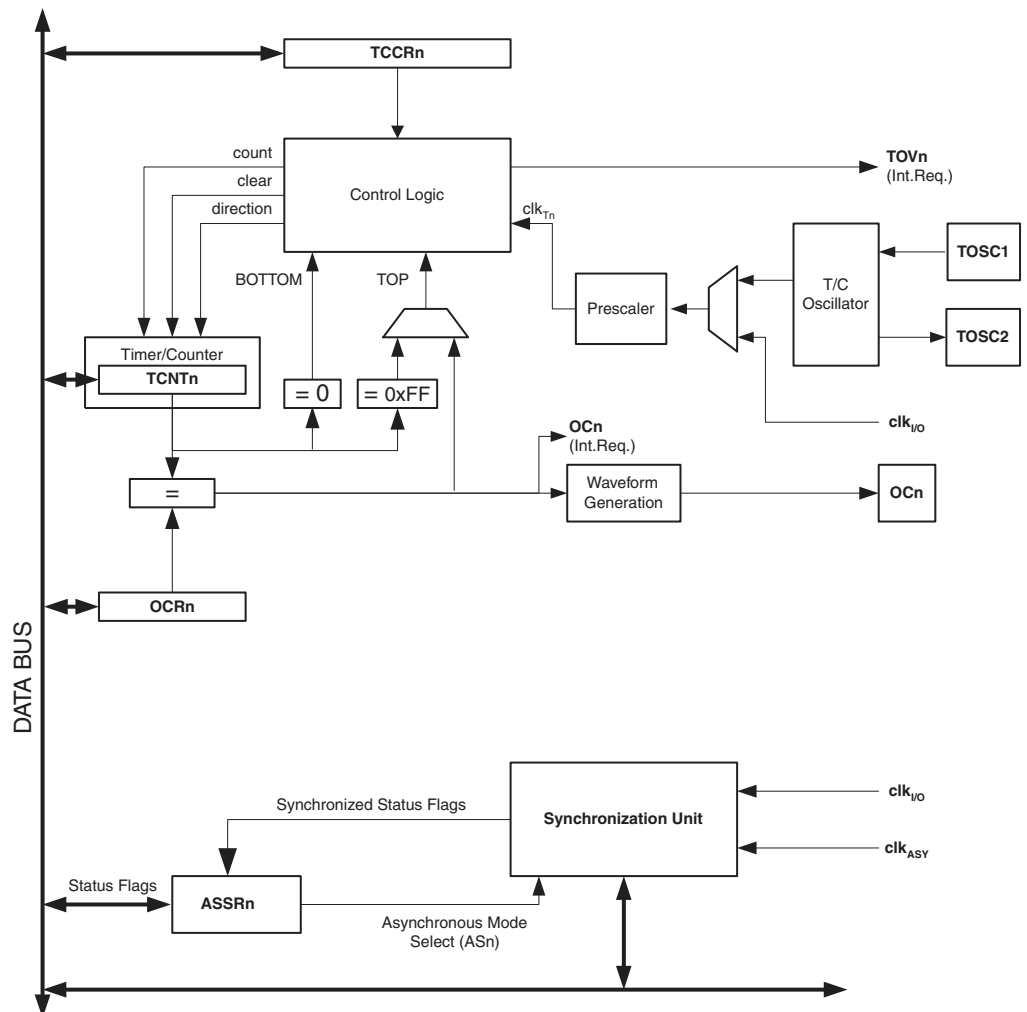 TCCRn
count
clear
direction
Control Logic
TOVn
(Int.Req.)
clkTn
BOTTOM
TOP
TOSC1
T/C
Oscillator
Prescaler
TOSC2
Timer/Counter
TCNTn
= 0
= 0xFF
clkI/O
OCn
(Int.Req.)
=
Waveform
Generation
OCn
OCRn
DATA BUS
clkI/O
Synchronized Status Flags
Synchronization Unit
clkASY
Status Flags
ASSRn
Asynchronous Mode
Select (ASn)